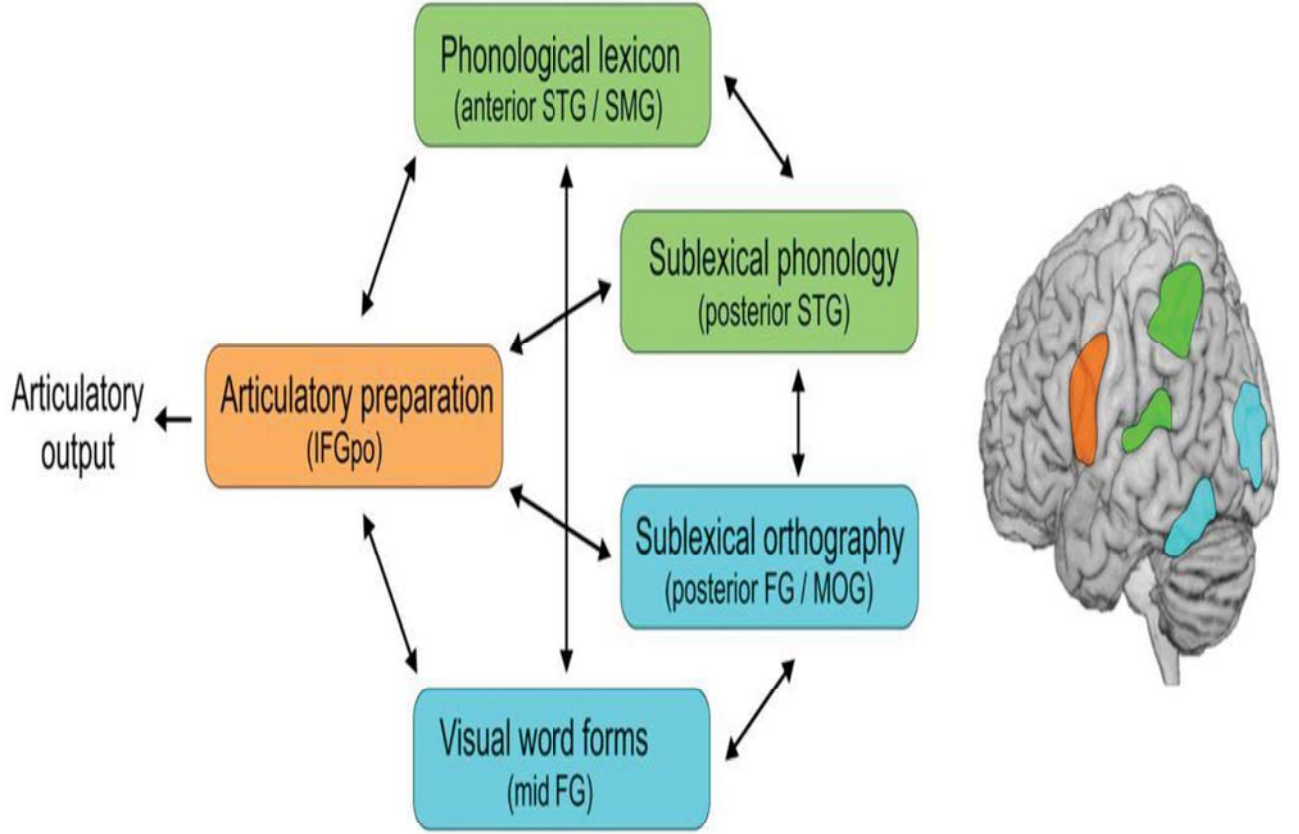 Phonological lexicon
(anterior STG / SMG)
Sublexical phonology
(posterior STG)
Articulatory preparation
(IFGpo)
Articulatory
output
Sublexical orthography
(posterior FG / MOG)
Visual word forms
(mid FG)